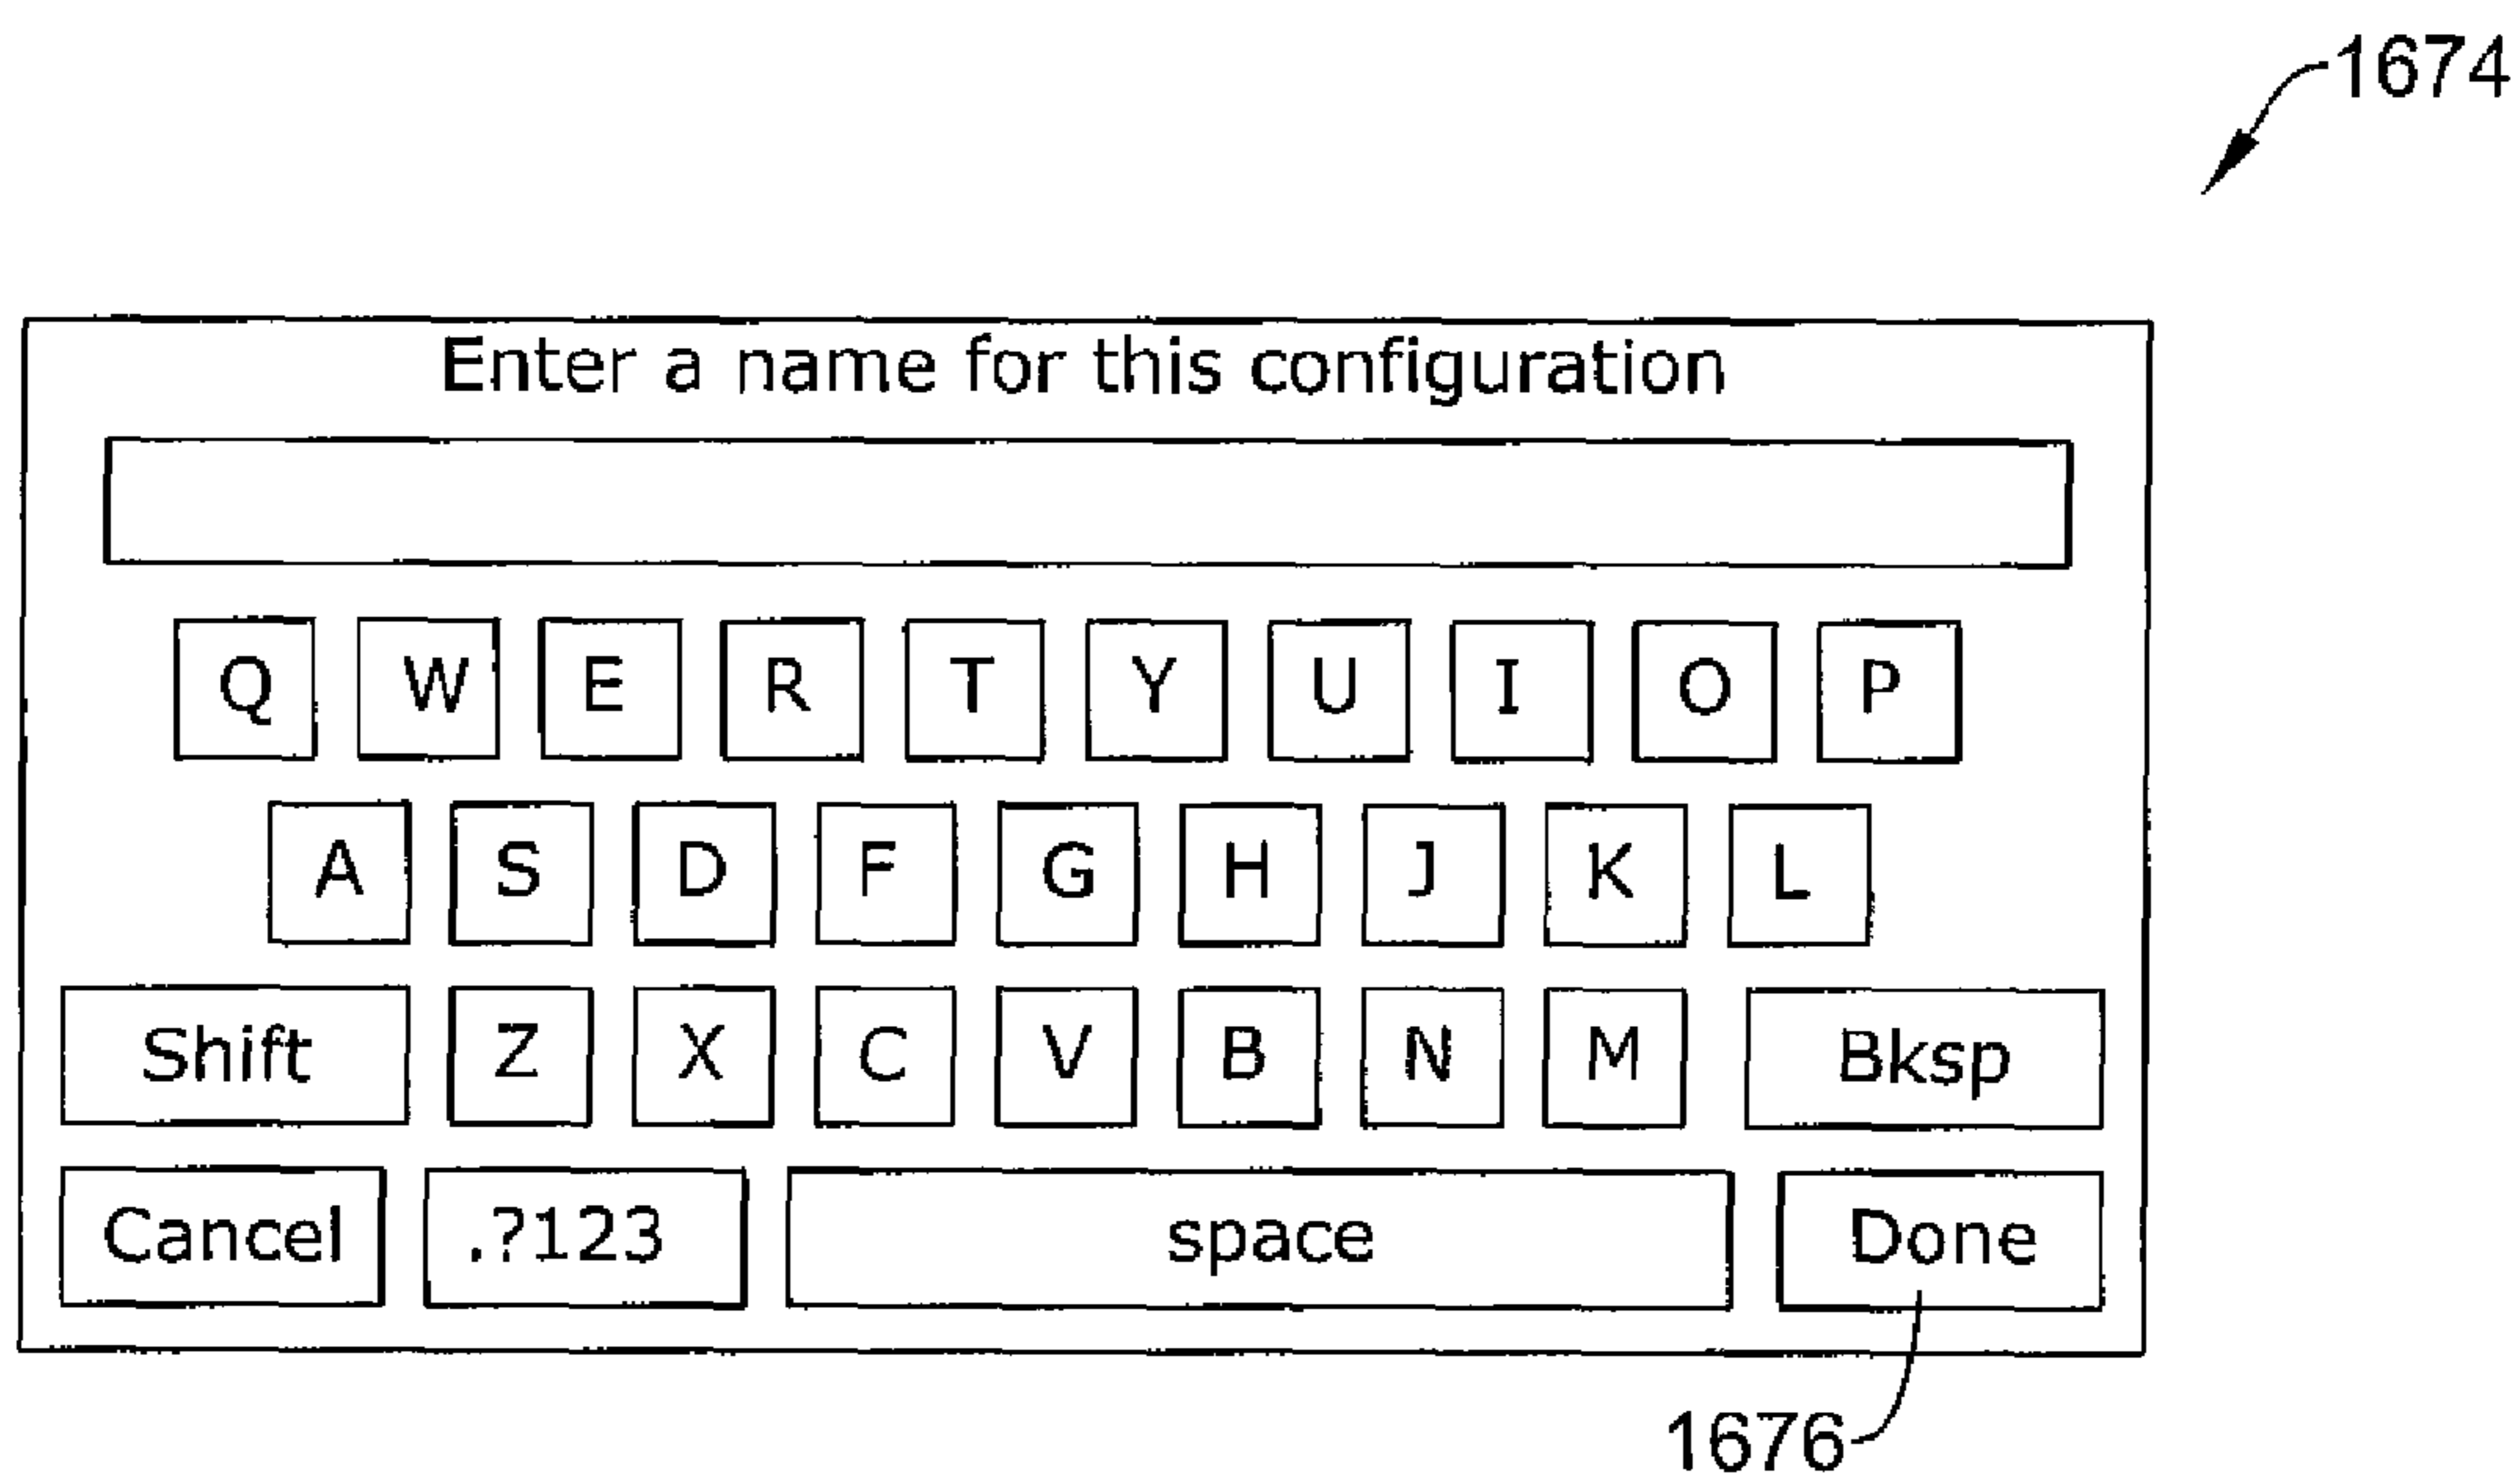 1674
Enter a name for this configuration
Q W E R T Y U I O P
A S D F G H J K L
Shift Z X C V B N M Bksp
Cancel .?123 space Done
1676